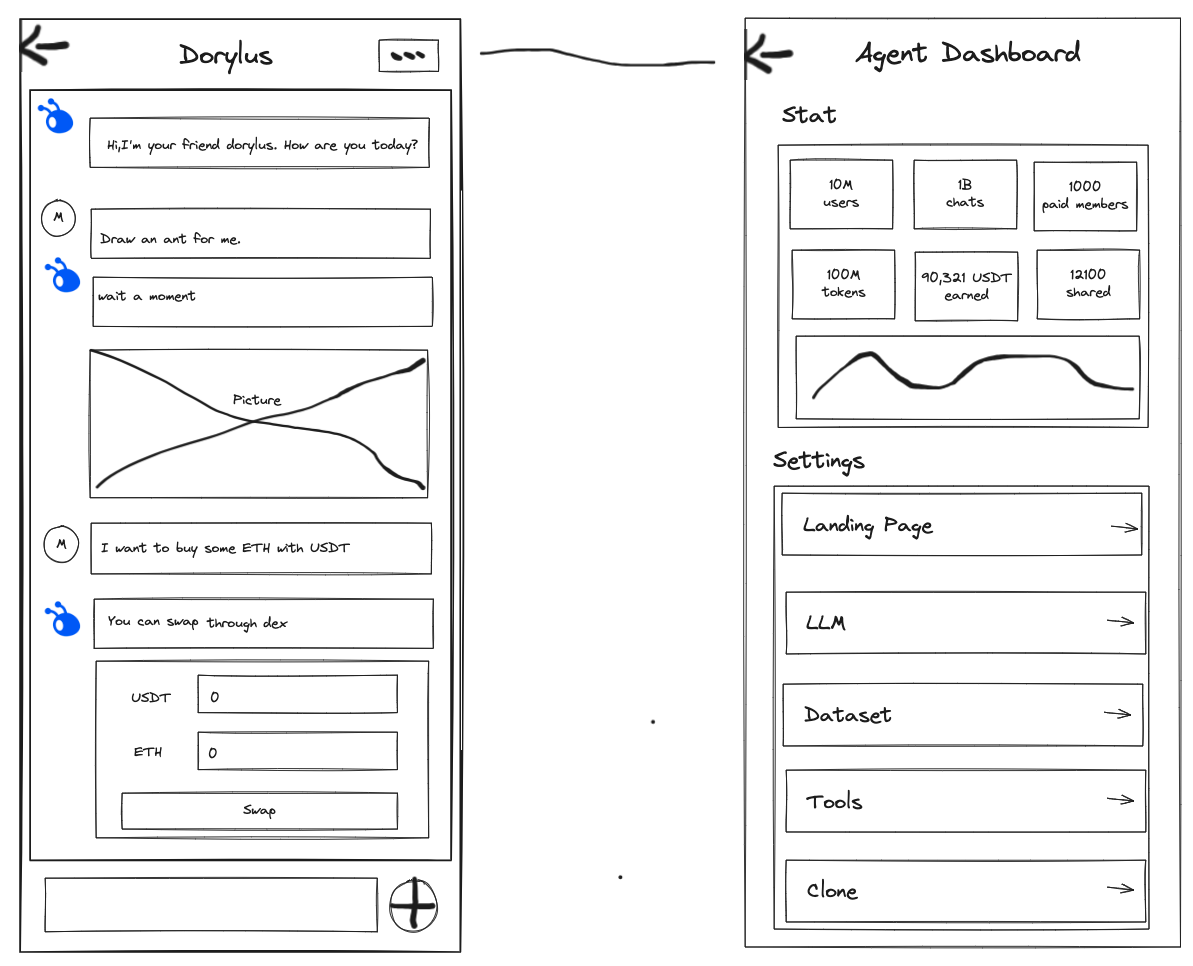 Dorylus
Hi,I'm your friend dorylus. How are you today?
M
Draw an ant for me.
wait a moment
Picture
M
I want to buy some ETH with USDT
You can swap through dex
USDT
0
ETH
0
Swap
Agent Dashboard
Stat
10M
users
1B
chats
1000
paid members
100M
tokens
90,321 USDT
earned
12100
shared
Settings
Landing Page
LLM
Dataset
Tools
Clone